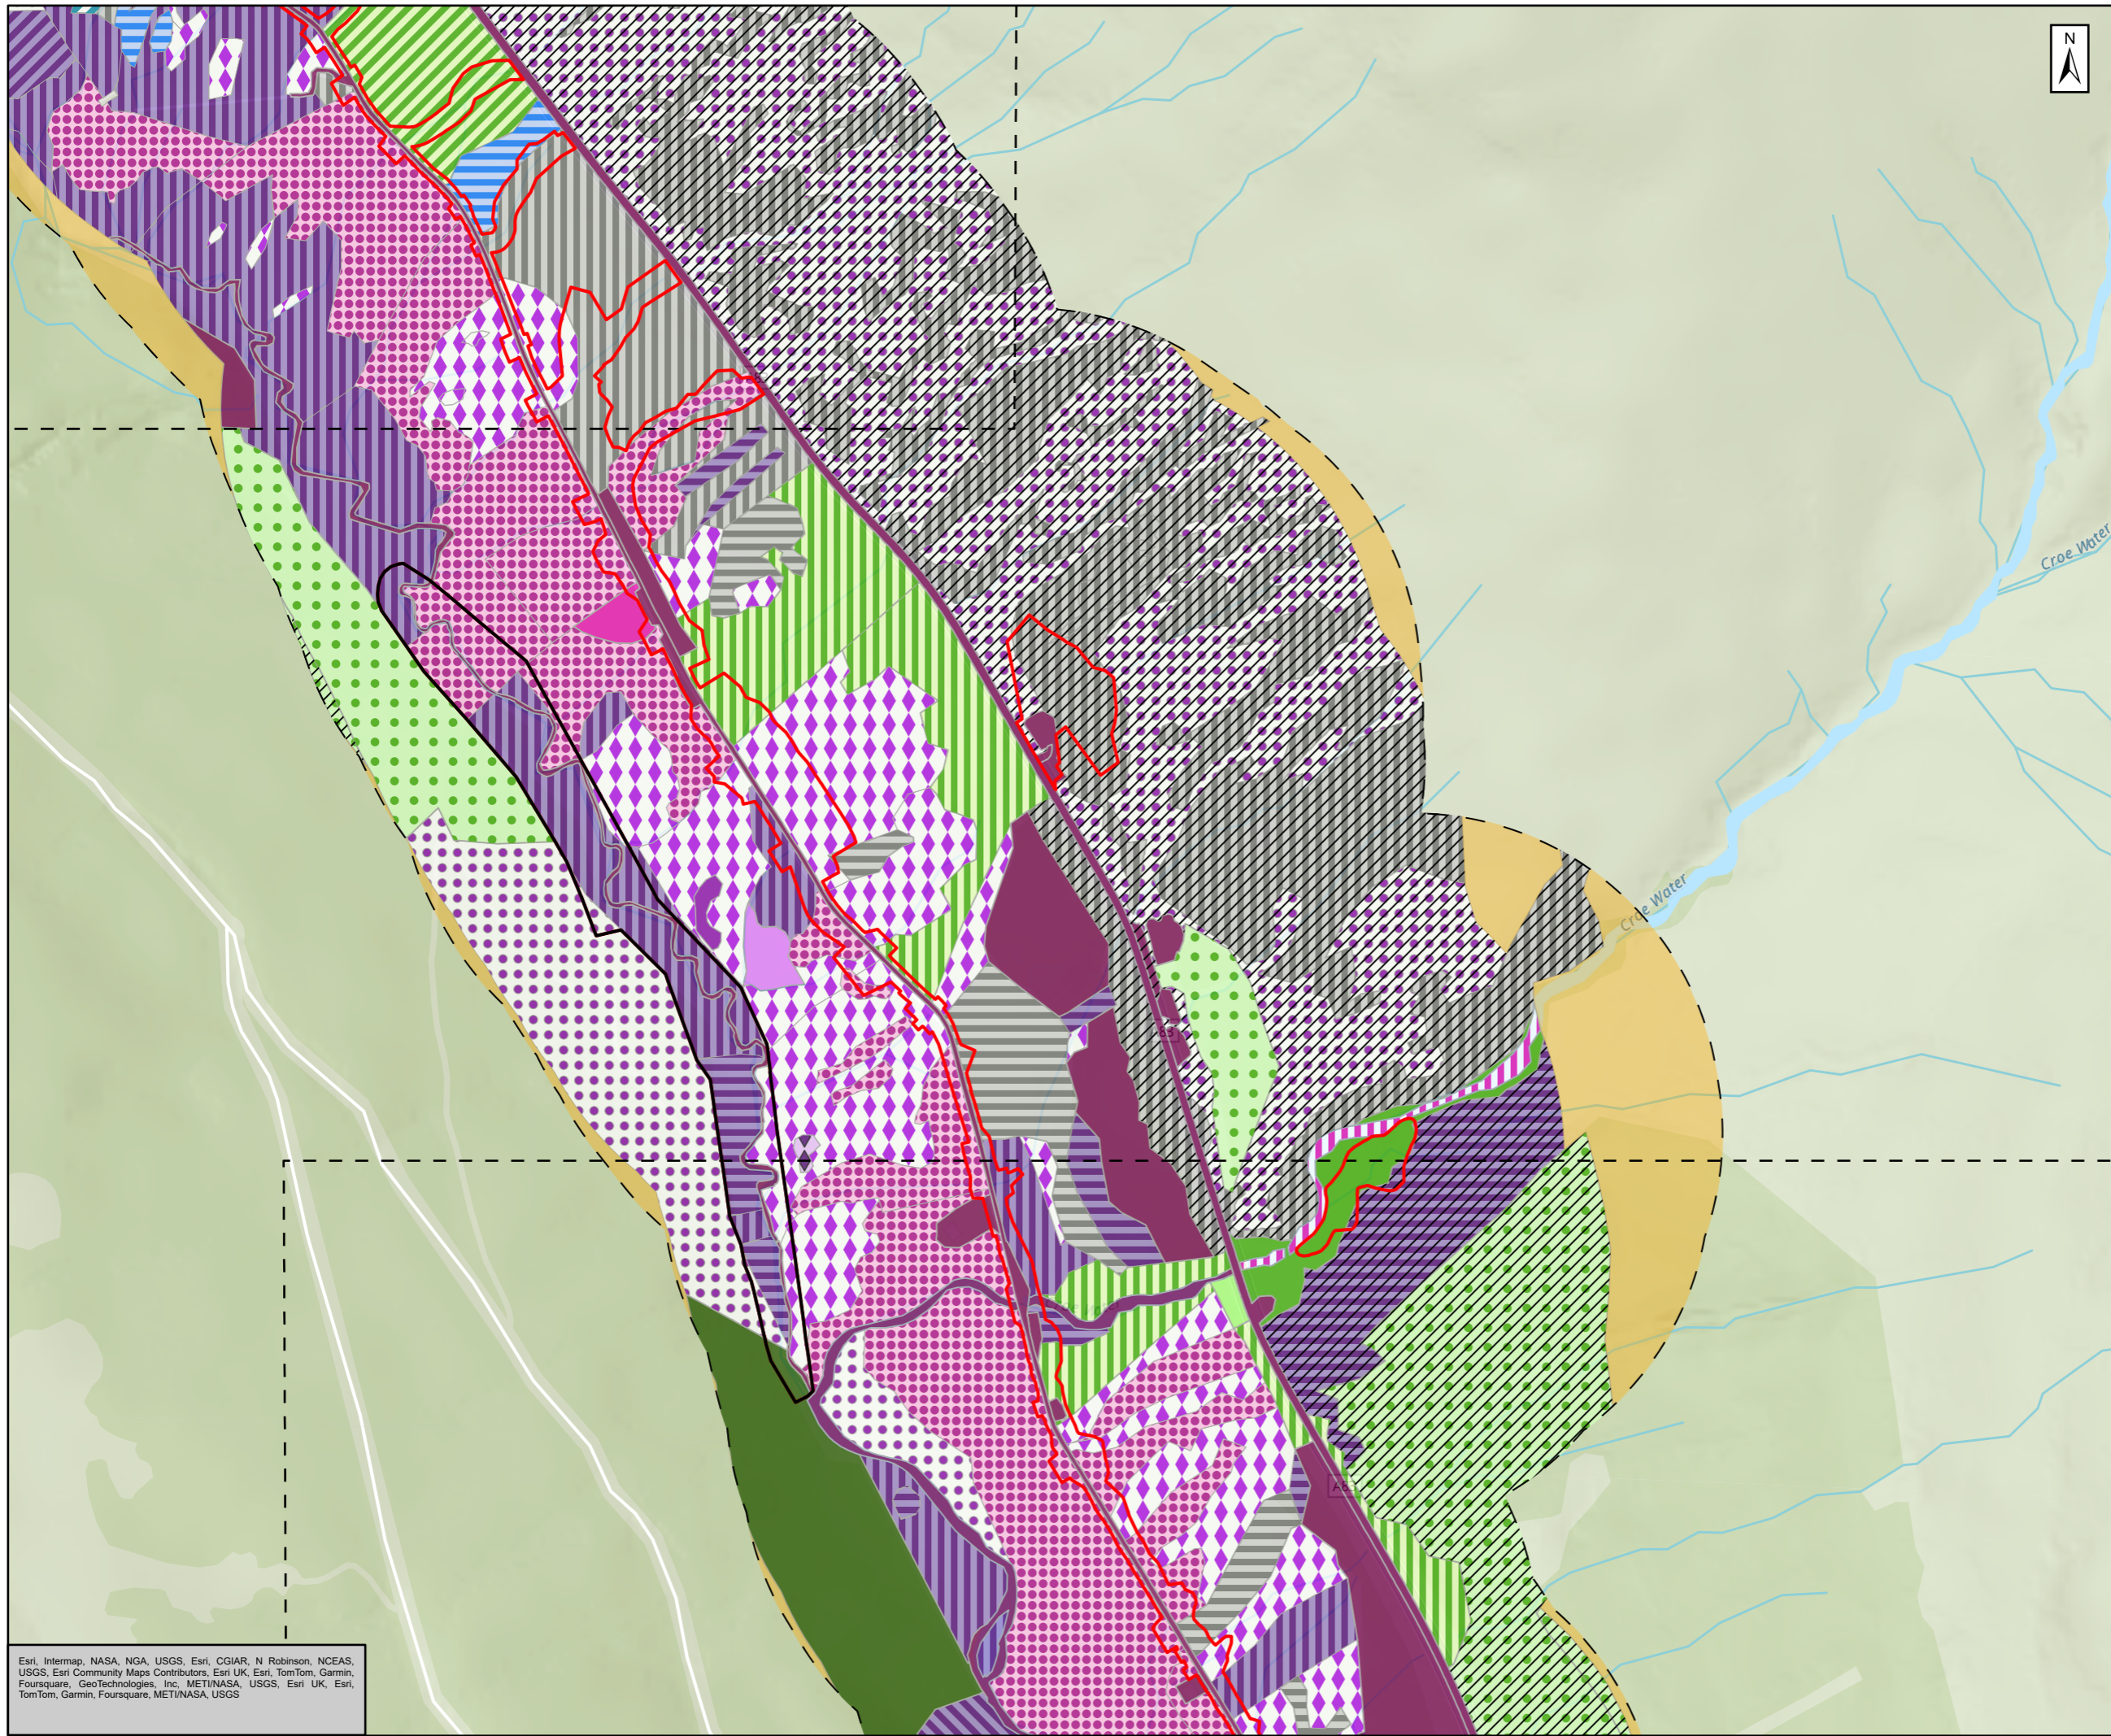 N
Croe Water
Croe Water
A83
Esri, Intermap, NASA, NGA, USGS, Esri, CGIAR, N Robinson, NCEAS,
USGS, Esri Community Maps Contributors, Esri UK, Esri, TomTom, Garmin,
Foursquare, GeoTechnologies, Inc, METI/NASA, USGS, Esri UK, Esri,
TomTom, Garmin, Foursquare, METI/NASA, USGS